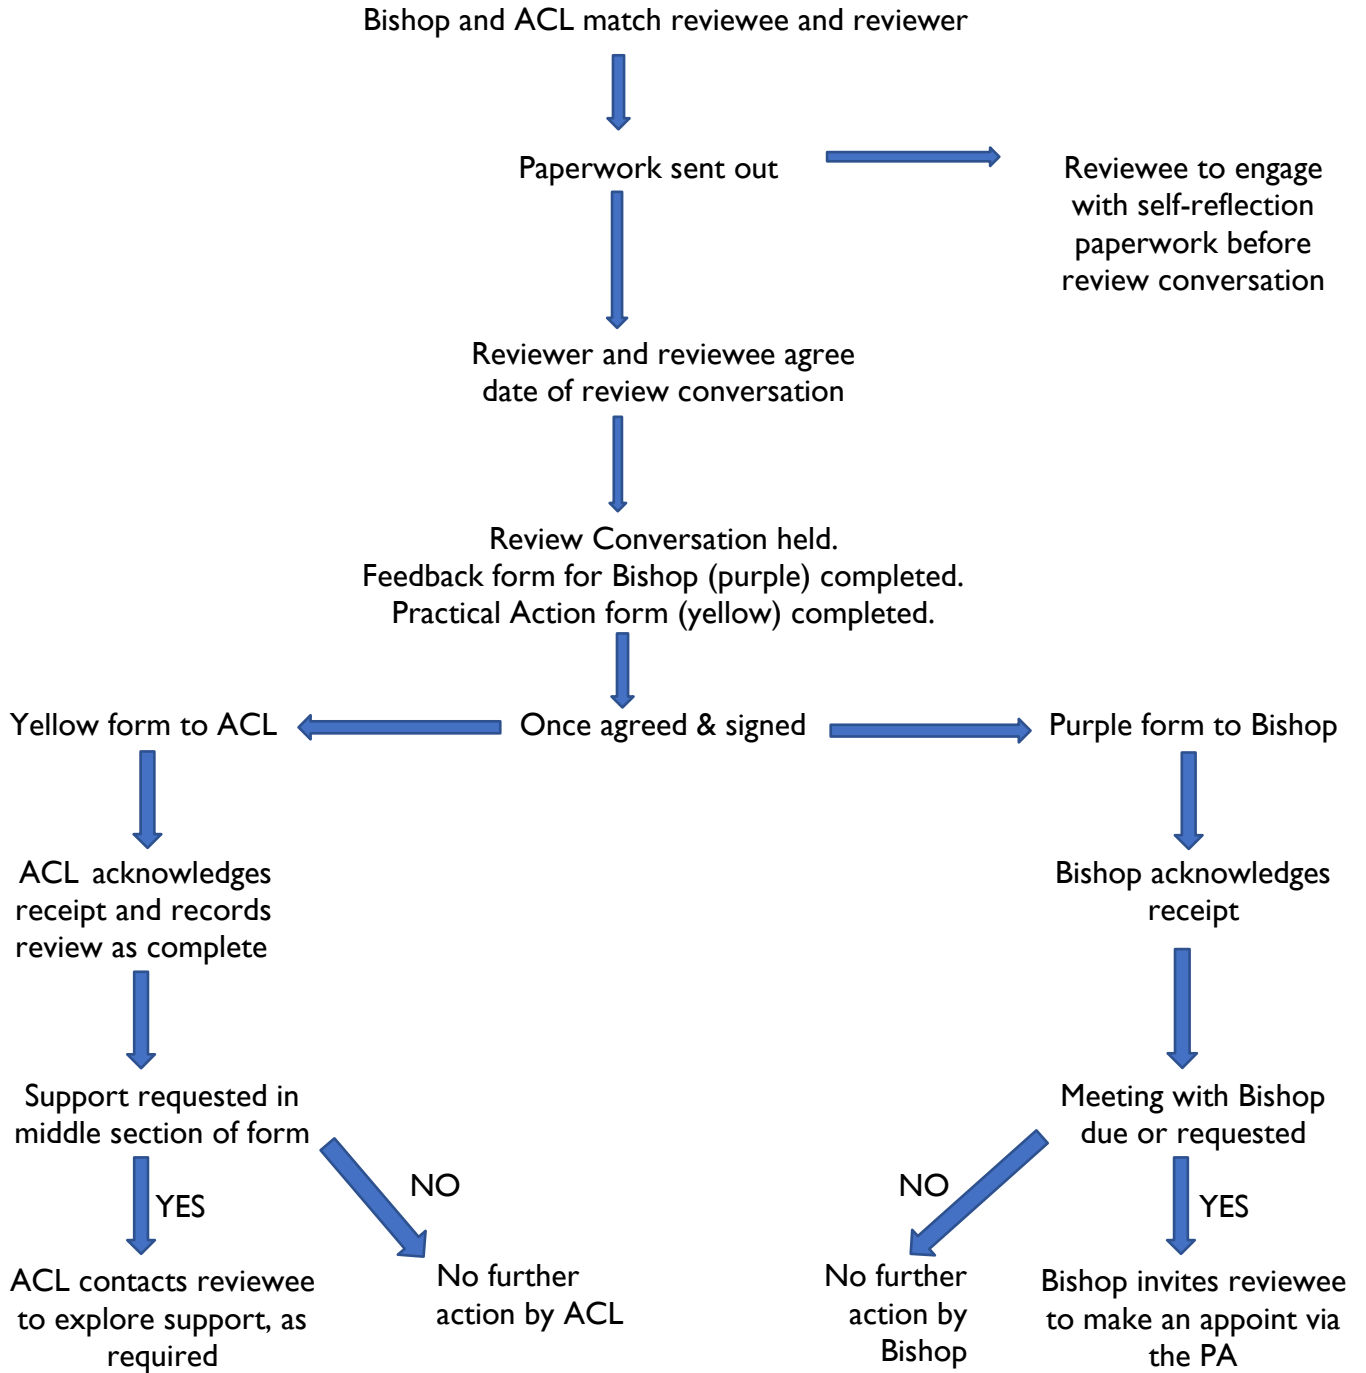 Bishop and ACL match reviewee and reviewer
Paperwork sent out
Reviewee to engage
with self-reflection
paperwork before
review conversation
Reviewer and reviewee agree
date of review conversation
Review Conversation held.
Feedback form for Bishop (purple) completed.
Practical Action form (yellow) completed.
Yellow form to ACL
Once agreed & signed
Purple form to Bishop
ACL acknowledges
receipt and records
review as complete
Bishop acknowledges
receipt
Support requested in
middle section of form
Meeting with Bishop
due or requested
YES
NO
NO
YES
ACL contacts reviewee
to explore support, as
required
No further
action by ACL
No further
action by
Bishop
Bishop invites reviewee
to make an appoint via
the PA